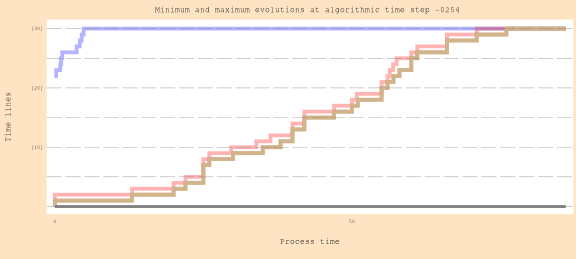 Minimum and maximum evolutions at algorithmic time step -0254
[30]
[20]
[10]
Time lines
0
50
Process time